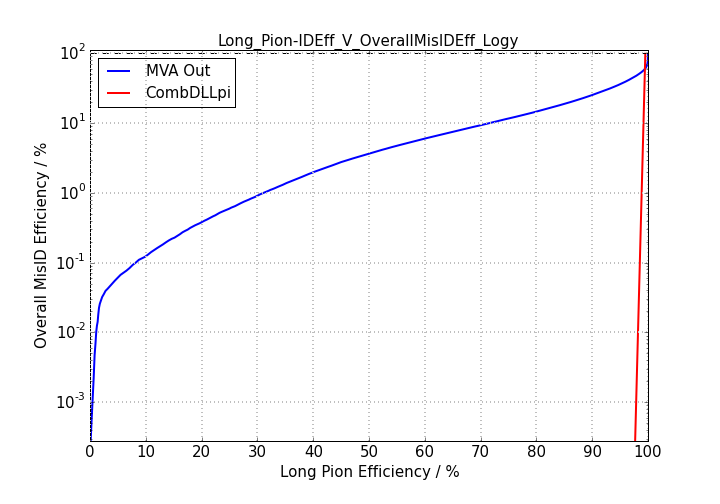 Long_Pion-IDEff_V_OverallMisIDEff_Logy
10^2
10^1
10^0
10^-1
10^-2
10^-3
MVA Out
CombDLLpi
Overall MisID Efficiency / %
0 10 20 30 40 50 60 70 80 90 100
Long Pion Efficiency / %